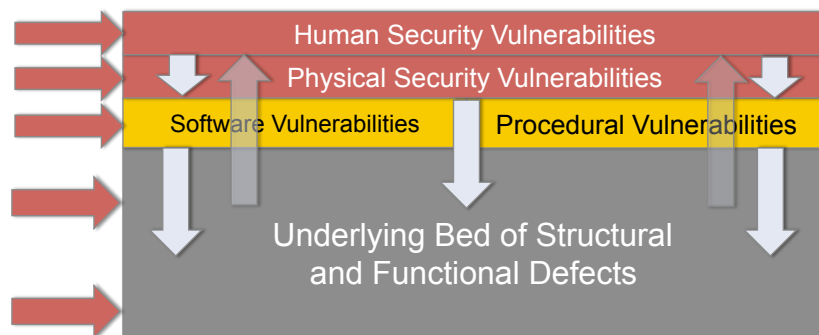 Human Security Vulnerabilities
Physical Security Vulnerabilities
Software Vulnerabilities
Procedural Vulnerabilities
Underlying Bed of Structural
and Functional Defects